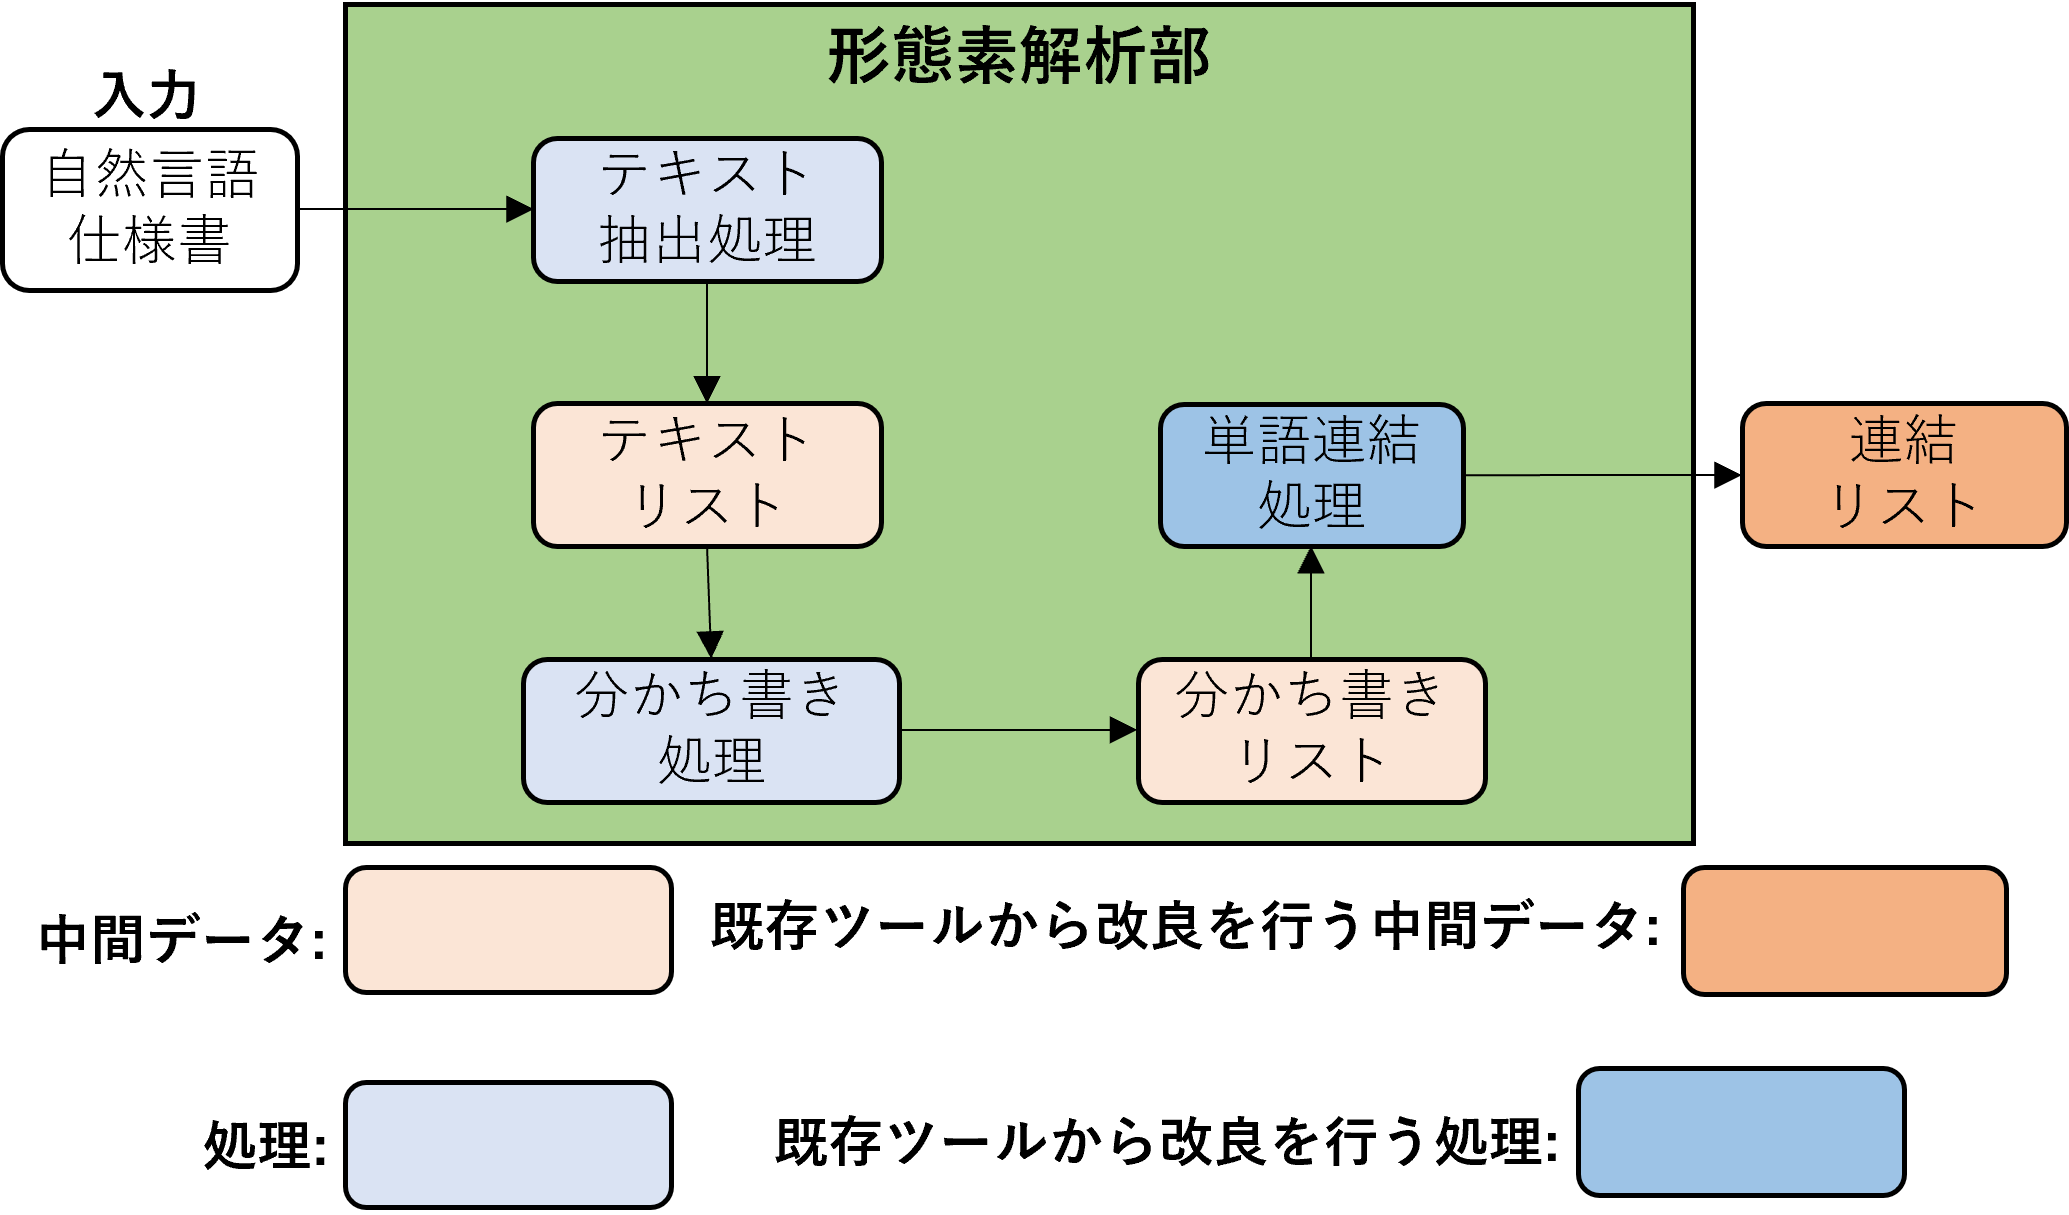 形態素解析部
入力
自然言語
仕様書
テキスト
抽出処理
テキスト
リスト
分かち書き
処理
分かち書き
リスト
単語連結
処理
連結
リスト
中間データ:
既存ツールから改良を行う中間データ:
処理:
既存ツールから改良を行う処理: